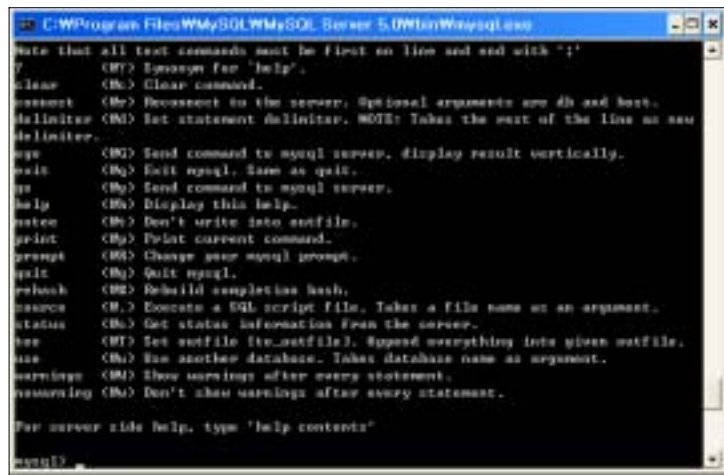 C:₩Program Files₩MySQL₩MySQL Server 5.0₩bin₩mysql.exe
Note that all text commands must be first on line and end with ';'
? (₩?) Synonym for `help'.
clear (₩c) Clear command.
connect (₩r) Reconnect to the server. Optional arguments are db and host.
delimiter (₩d) Set statement delimiter. NOTE: Takes the rest of the line as new
delimiter.
ego (₩G) Send command to mysql server, display result vertically.
exit (₩q) Exit mysql. Same as quit.
go (₩g) Send command to mysql server.
help (₩h) Display this help.
notee (₩t) Don't write into outfile.
print (₩p) Print current command.
prompt (₩R) Change your mysql prompt.
quit (₩q) Quit mysql.
rehash (₩#) Rebuild completion hash.
source (₩.) Execute a SQL script file. Takes a file name as an argument.
status (₩s) Get status information from the server.
tee (₩T) Set outfile [to_outfile]. Append everything into given outfile.
use (₩u) Use another database. Takes database name as argument.
warnings (₩W) Show warnings after every statement.
nowarning (₩w) Don't show warnings after every statement.
For server side help, type 'help contents'
mysql> _